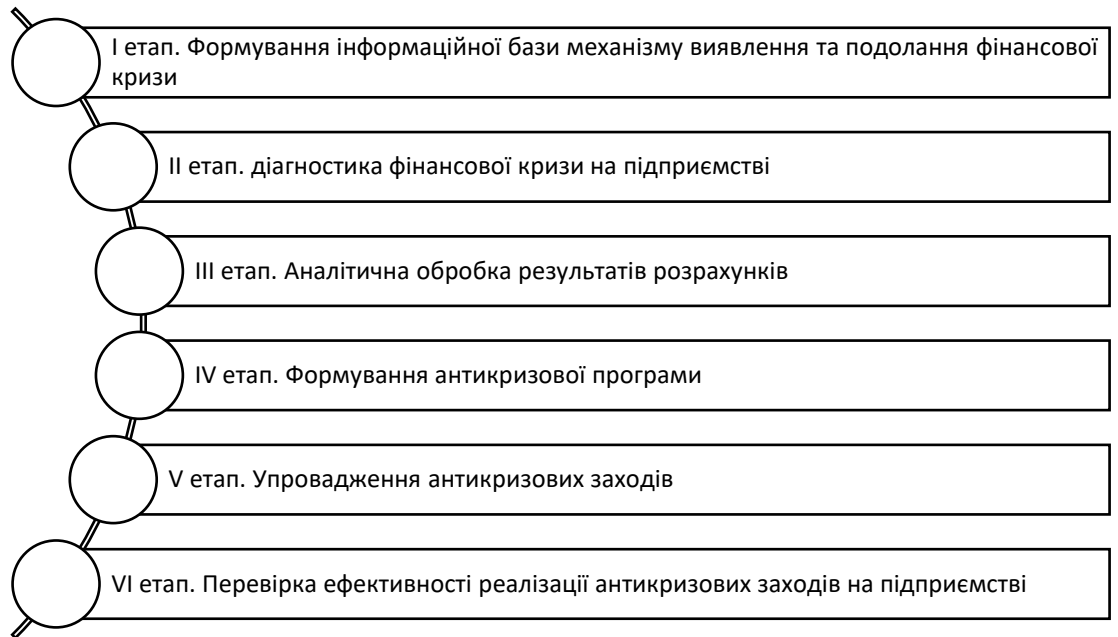 І етап. Формування інформаційної бази механізму виявлення та подолання фінансової
кризи
ІІ етап. діагностика фінансової кризи на підприємстві
ІІІ етап. Аналітична обробка результатів розрахунків
IV етап. Формування антикризової програми
V етап. Упровадження антикризових заходів
VI етап. Перевірка ефективності реалізації антикризових заходів на підприємстві